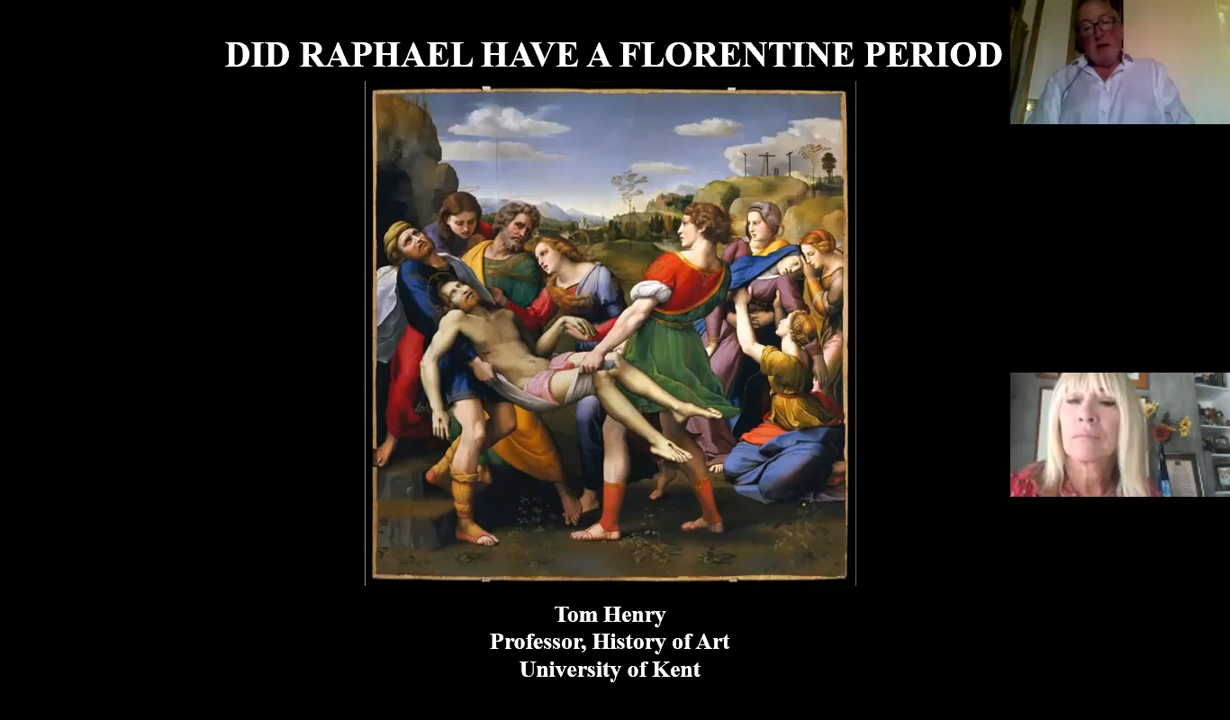 DID RAPHAEL HAVE A FLORENTINE PERIOD
Tom Henry
Professor, History of Art
University of Kent